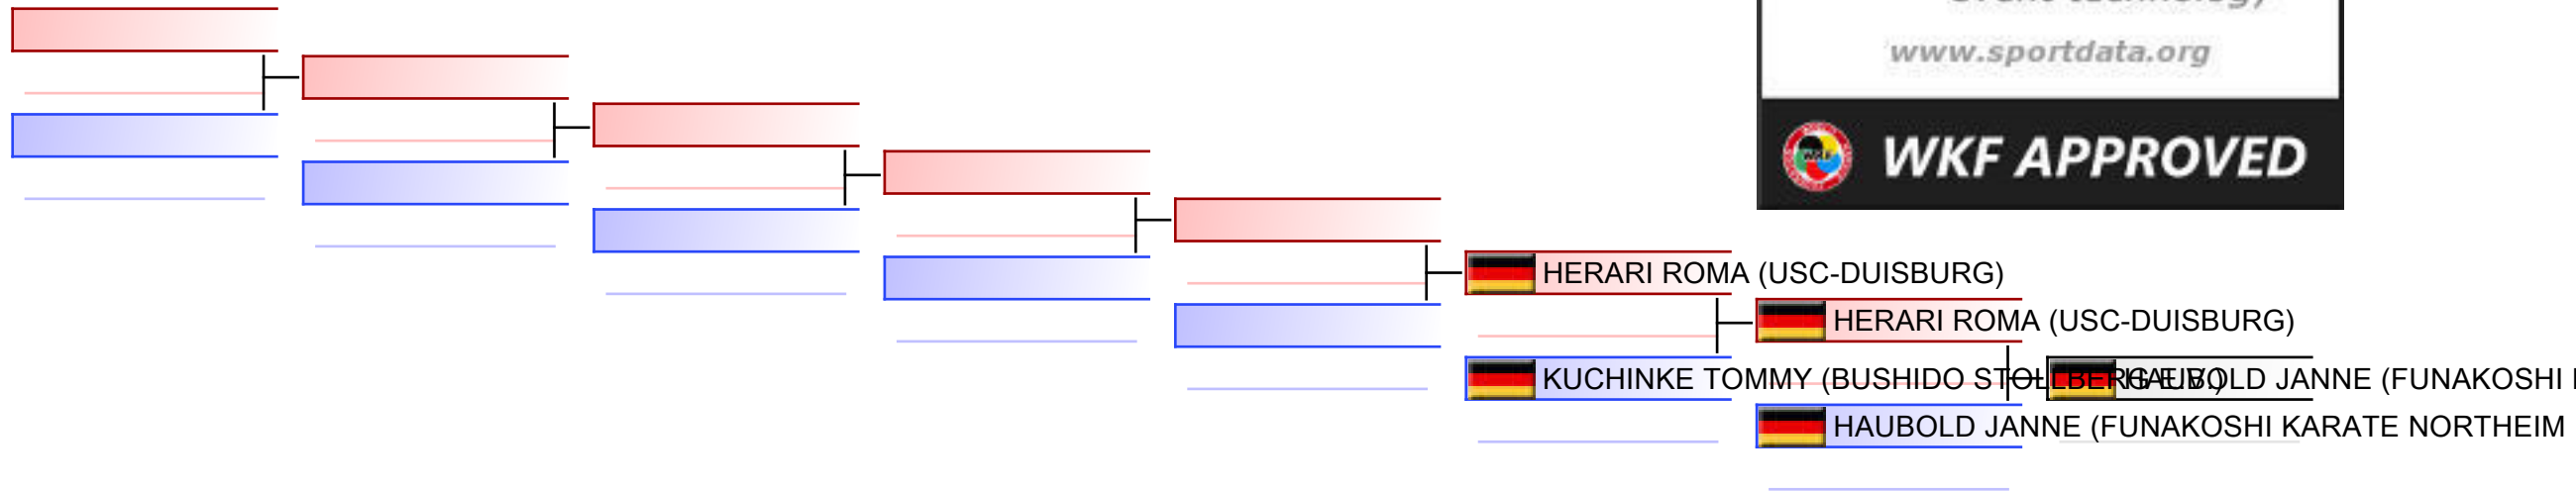 www.sportdata.org
WKF APPROVED
HERARI ROMA (USC-DUISBURG)
HERARI ROMA (USC-DUISBURG)
KUCHINKE TOMMY (BUSHIDO STOLLBERG E.V.)
HAUBOLD JANNE (FUNAKOSHI
HAUBOLD JANNE (FUNAKOSHI KARATE NORTHEIM